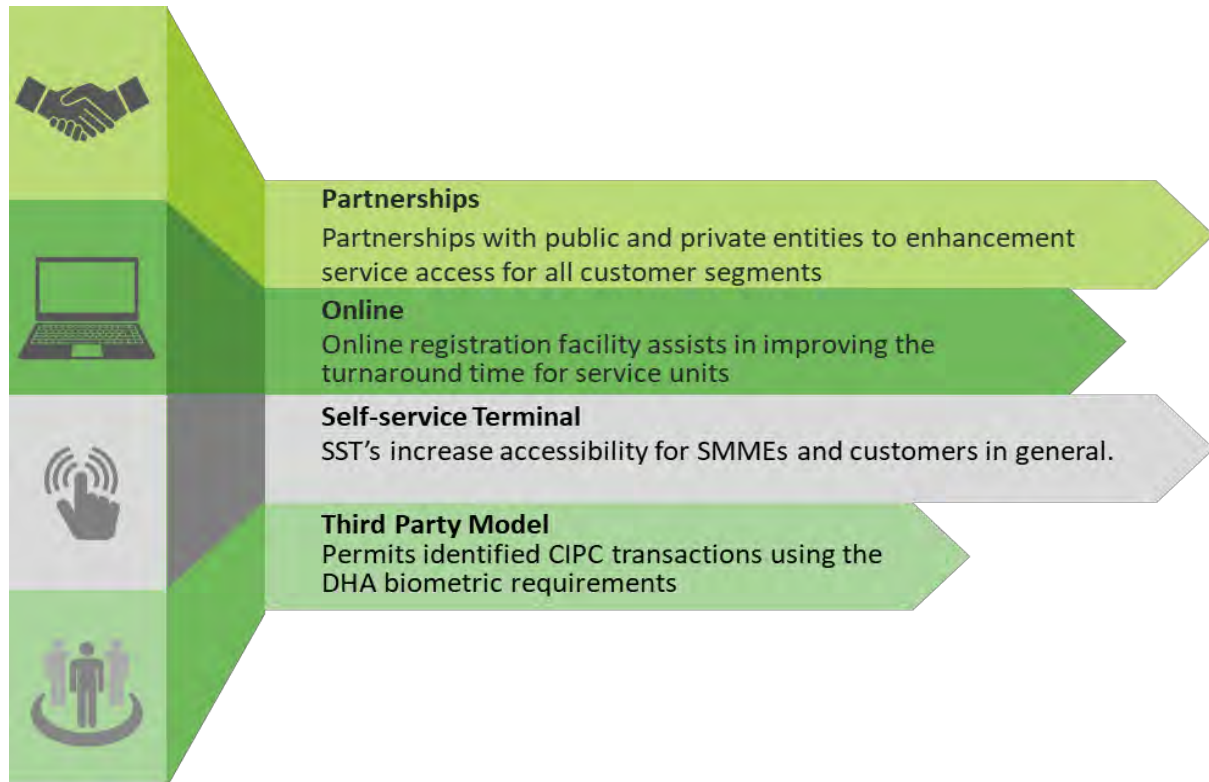 Partnerships
Partnerships with public and private entities to enhancement
service access for all customer segments
Online
Online registration facility assists in improving the
turnaround time for service units
Self-service Terminal
SST's increase accessibility for SMMEs and customers in general.
Third Party Model
Permits identified CIPC transactions using the
DHA biometric requirements